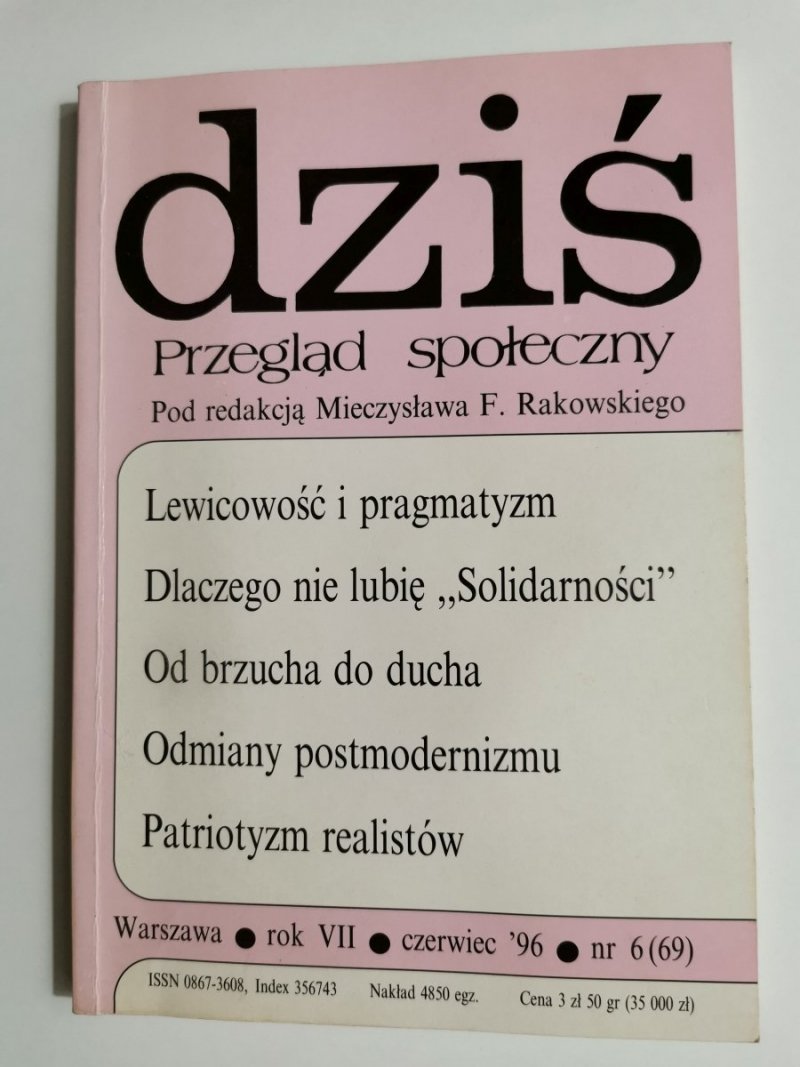 dziś
Przegląd społeczny
Pod redakcją Mieczysława F. Rakowskiego
Lewicowość i pragmatyzm
Dlaczego nie lubię „Solidarności”
Od brzucha do ducha
Odmiany postmodernizmu
Patriotyzm realistów
Warszawa ● rok VII ● czerwiec ’96 ● nr 6(69)
ISSN 0867-3608, Index 356743 Nakład 4850 egz. Cena 3 zł 50 gr (35 000 zł)